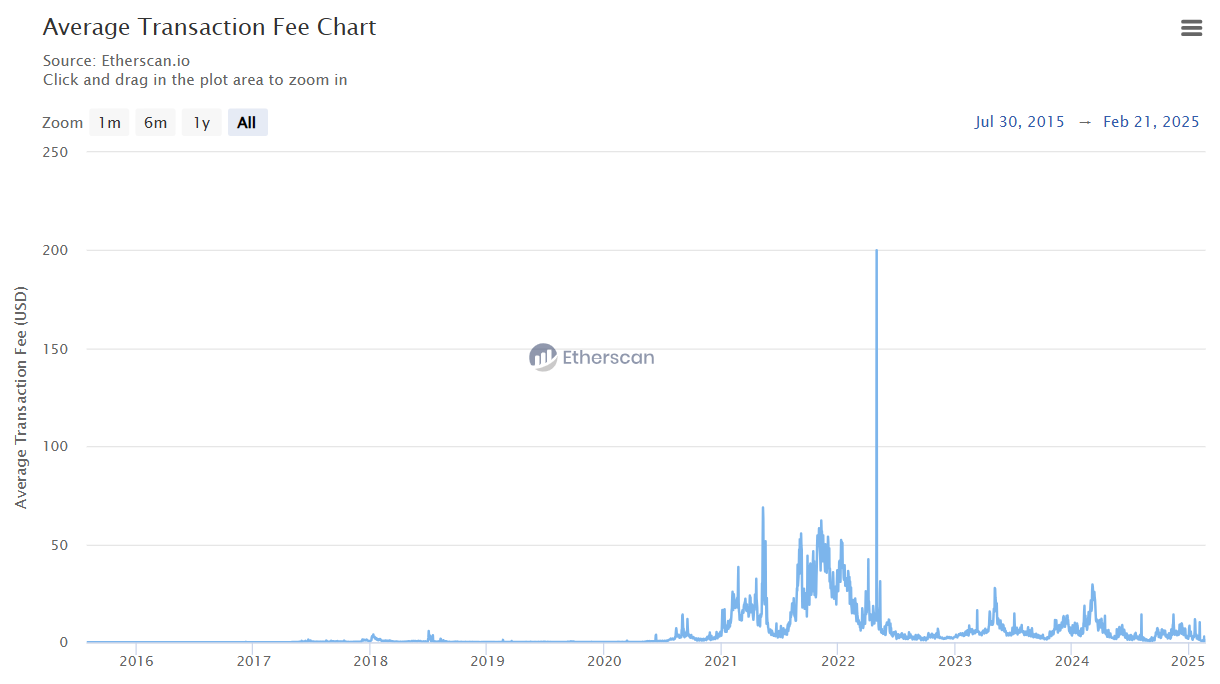 Average Transaction Fee Chart
Source: Etherscan.io
Click and drag in the plot area to zoom in
Zoom 1m 6m 1y All Jul 30, 2015 → Feb 21, 2025
250
200
150
100
50
0
Average Transaction Fee (USD)
Etherscan
2016 2017 2018 2019 2020 2021 2022 2023 2024 2025